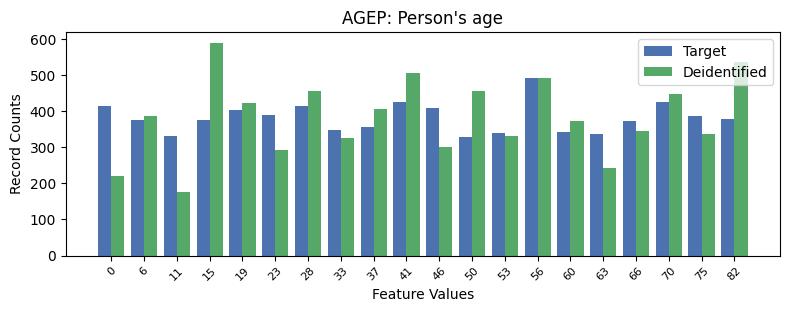 AGEP: Person's age
600
500
400
300
200
100
0
Record Counts
Target
Deidentified
0 6 11 15 19 23 28 33 37 41 46 50 53 56 60 63 66 70 75 82
Feature Values